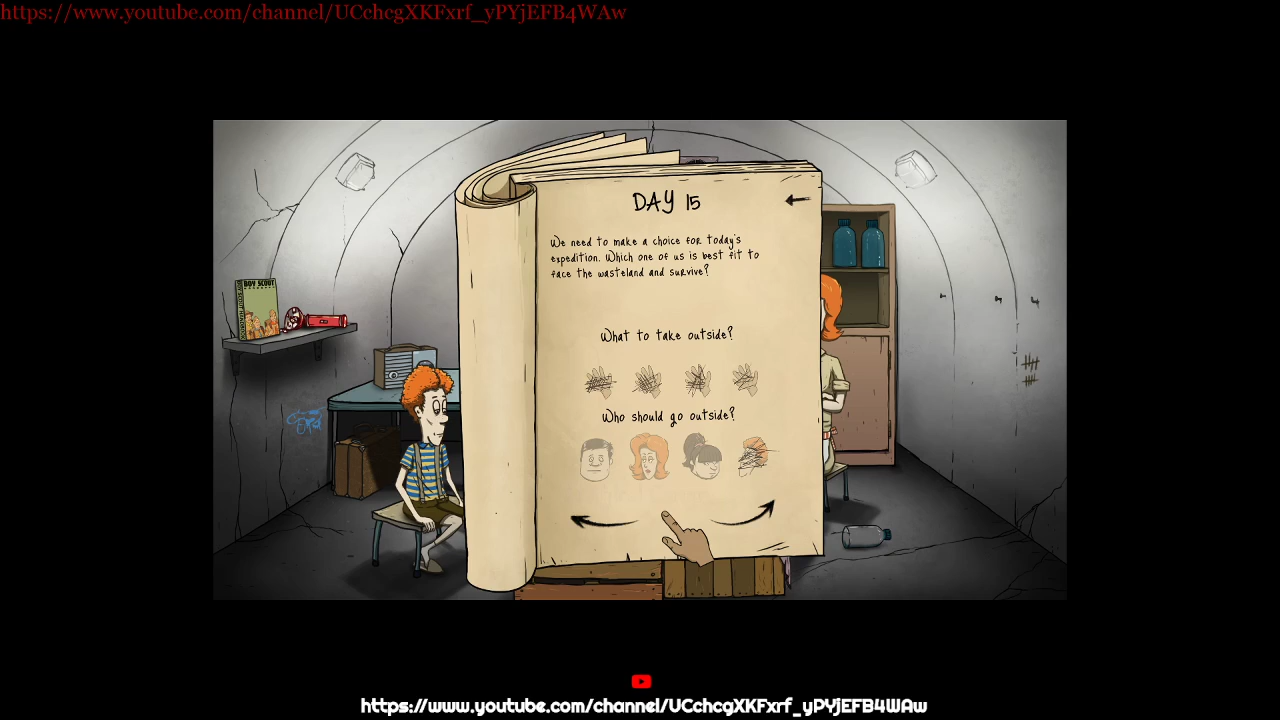 https://www.youtube.com/channel/UCchcgXKFxrf_yPYjEFB4WAw
DAY 15
We need to make a choice for today's
expedition. Which one of us is best fit to
face the wasteland and survive?
What to take outside?
Who should go outside?
BOY SCOUT
https://www.youtube.com/channel/UCchcgXKFxrf_yPYjEFB4WAw